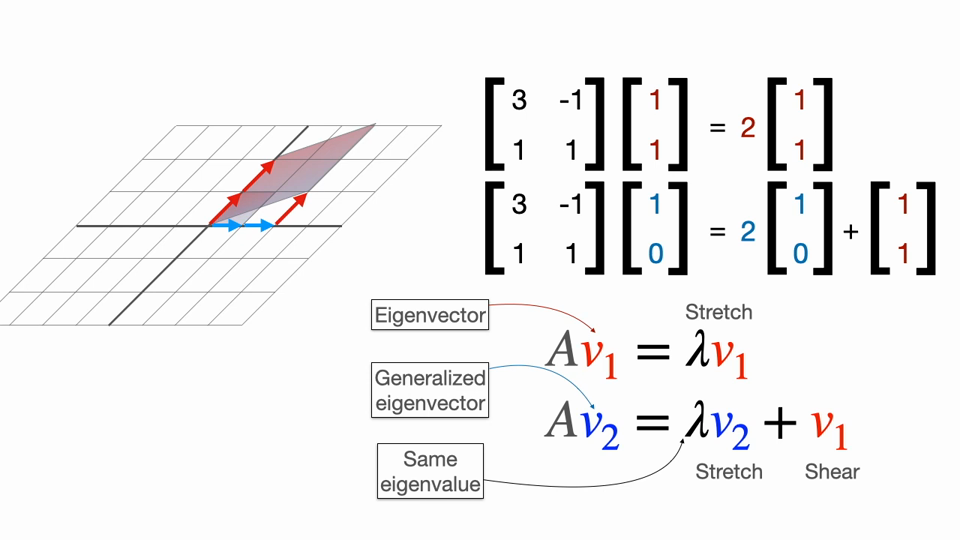 [3 -1] [1] = 2 [1]
[1 1] [1] [1]
[3 -1] [1] = 2 [1] + [1]
[1 1] [0] [0] [1]
Eigenvector
Stretch
Av₁ = λv₁
Generalized
eigenvector
Av₂ = λv₂ + v₁
Same
eigenvalue
Stretch Shear